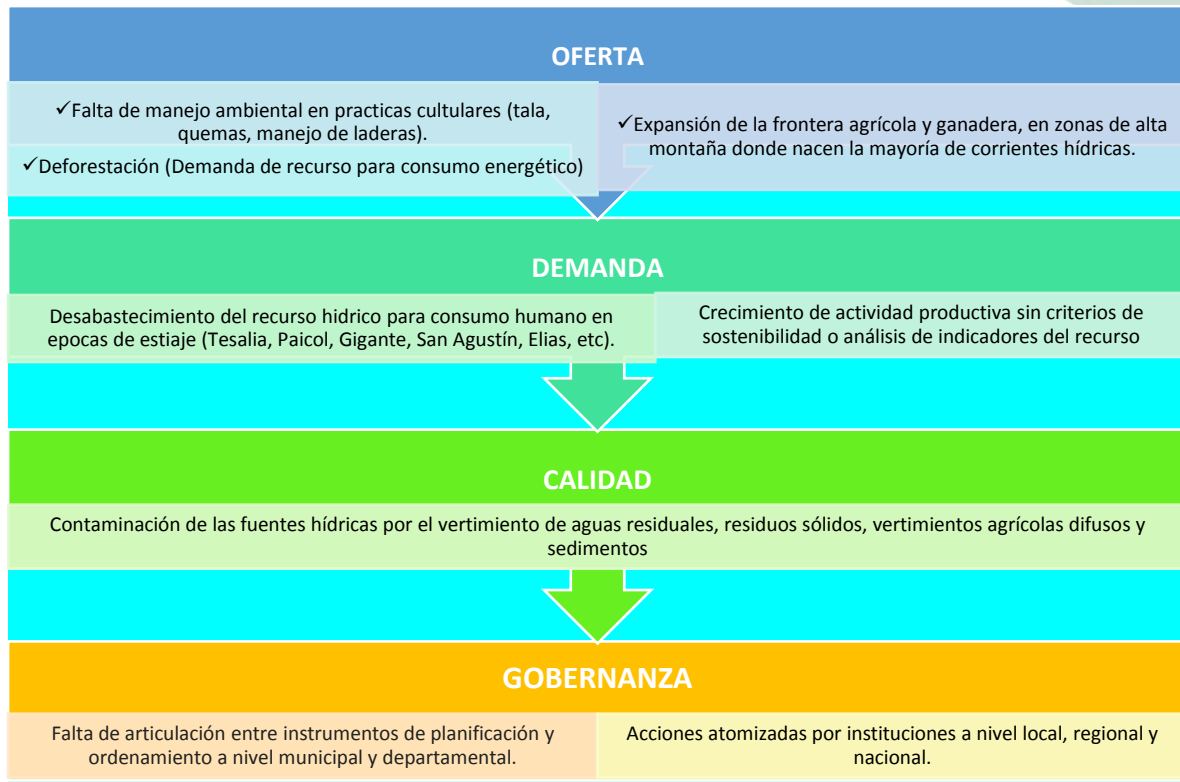 OFERTA
✓Falta de manejo ambiental en practicas cultulares (tala,
quemas, manejo de laderas).
✓Deforestación (Demanda de recurso para consumo energético)
✓Expansión de la frontera agrícola y ganadera, en zonas de alta
montaña donde nacen la mayoría de corrientes hídricas.
DEMANDA
Desabastecimiento del recurso hidrico para consumo humano en
epocas de estiaje (Tesalia, Paicol, Gigante, San Agustín, Elias, etc).
Crecimiento de actividad productiva sin criterios de
sostenibilidad o análisis de indicadores del recurso
CALIDAD
Contaminación de las fuentes hídricas por el vertimiento de aguas residuales, residuos sólidos, vertimientos agrícolas difusos y
sedimentos
GOBERNANZA
Falta de articulación entre instrumentos de planificación y
ordenamiento a nivel municipal y departamental.
Acciones atomizadas por instituciones a nivel local, regional y
nacional.